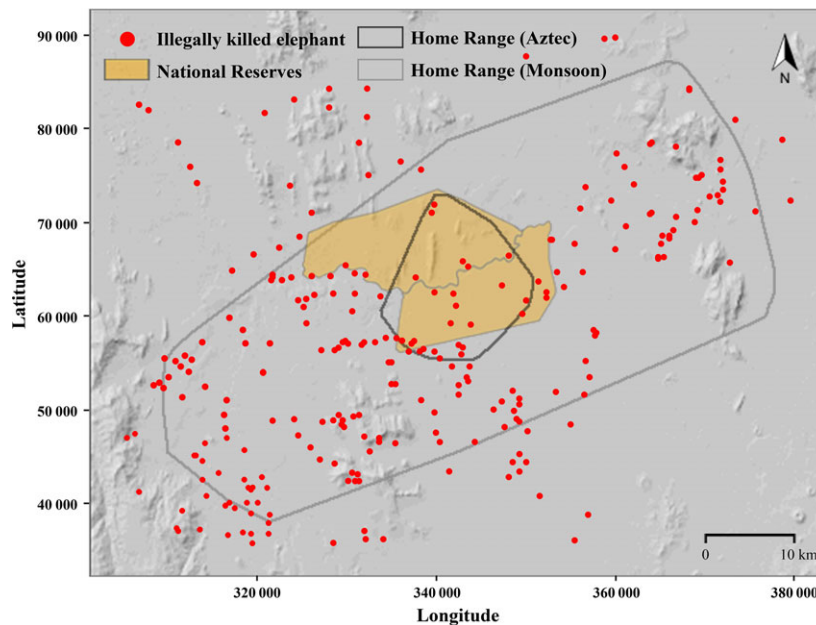 90 000
80 000
70 000
60 000
50 000
40 000
Latitude
Illegally killed elephant
National Reserves
Home Range (Aztec)
Home Range (Monsoon)
N
0 10 km
320 000 340 000 360 000 380 000
Longitude